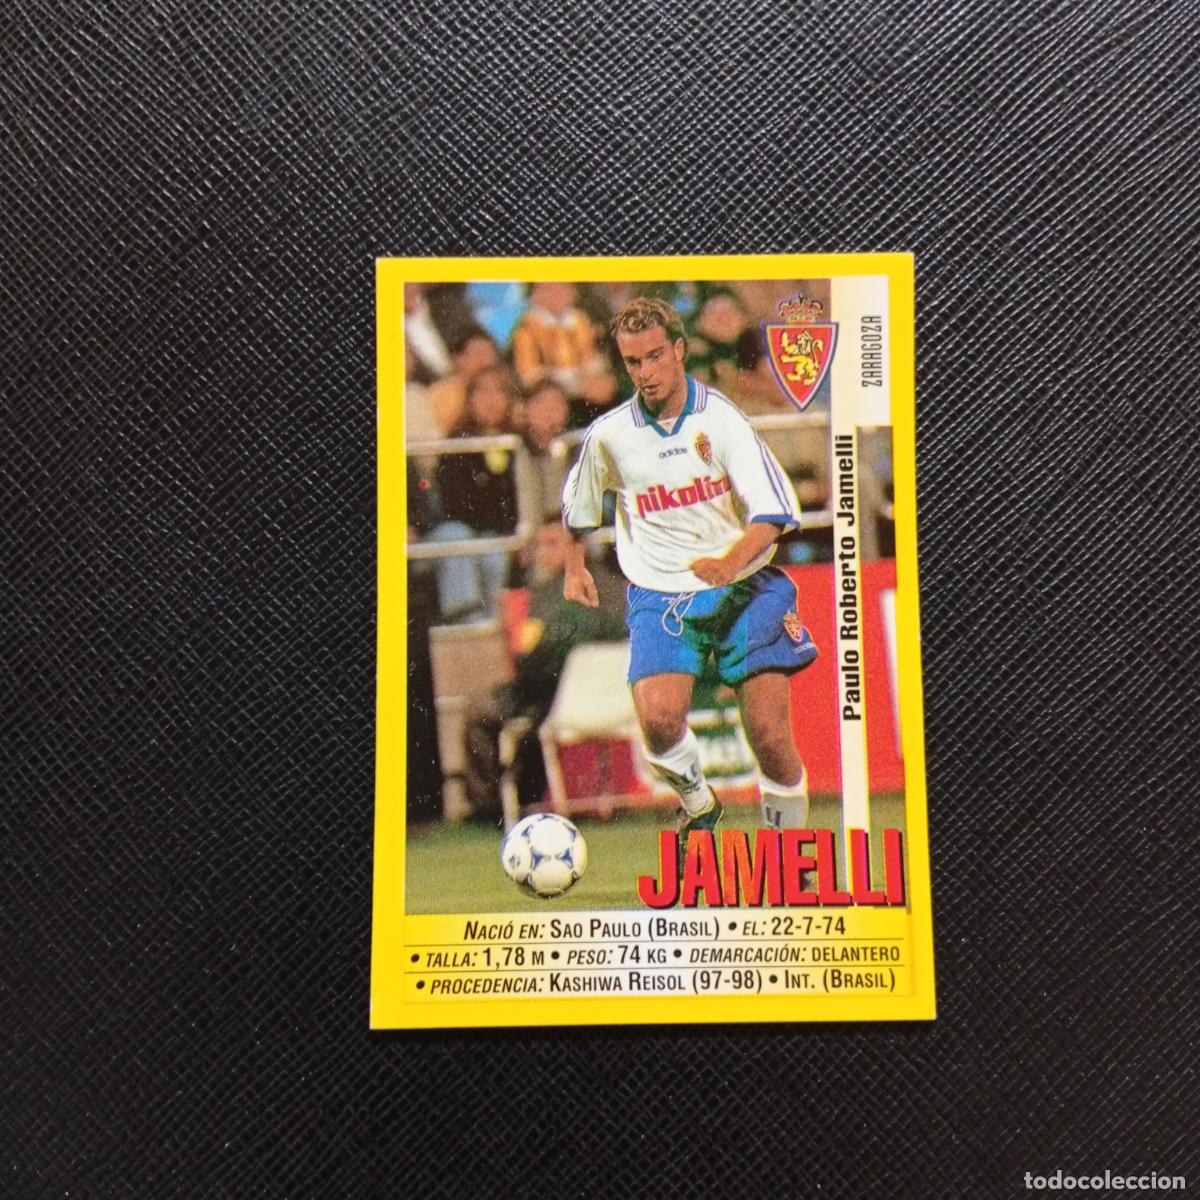 ZARAGOZA
Paulo Roberto Jamelli
adidas
pikolin
adidas
JAMELLI
NACIÓ EN: SAO PAULO (BRASIL) • EL: 22-7-74
• TALLA: 1,78 M • PESO: 74 KG • DEMARCACIÓN: DELANTERO
• PROCEDENCIA: KASHIWA REISOL (97-98) • INT. (BRASIL)
todocoleccion